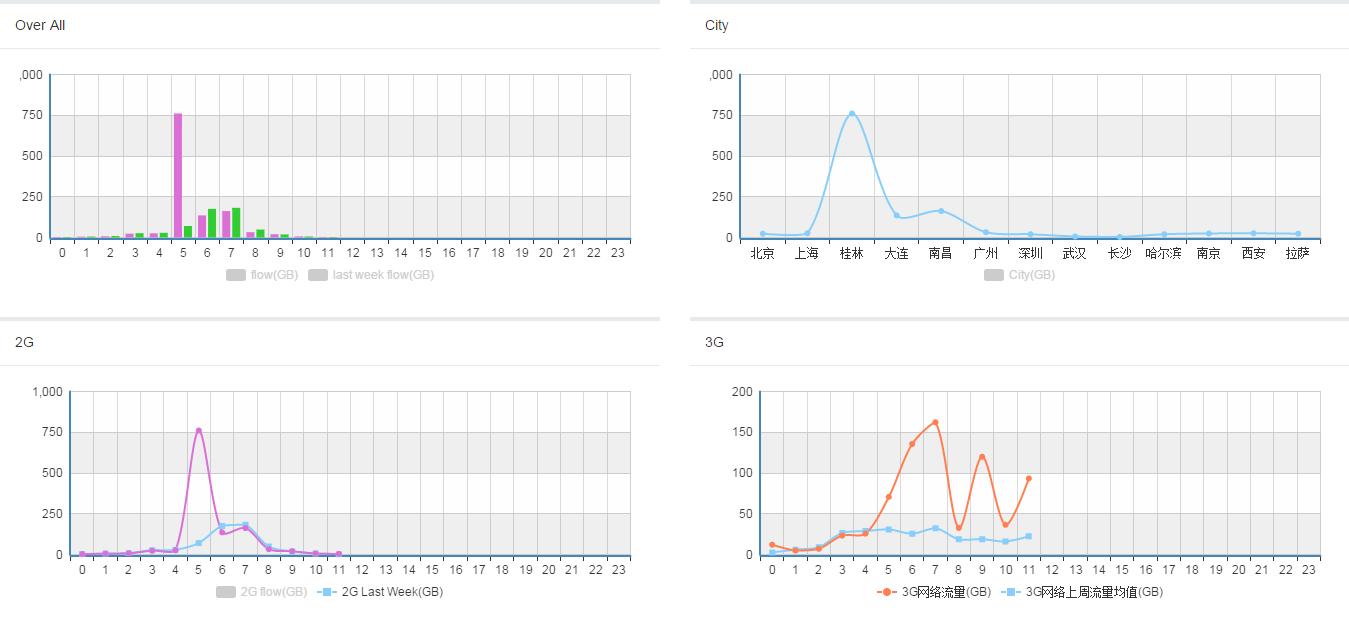 Over All
,000
750
500
250
0
0 1 2 3 4 5 6 7 8 9 10 11 12 13 14 15 16 17 18 19 20 21 22 23
flow(GB) last week flow(GB)
City
,000
750
500
250
0
北京 上海 桂林 大连 南昌 广州 深圳 武汉 长沙 哈尔滨 南京 西安 拉萨
City(GB)
2G
1,000
750
500
250
0
0 1 2 3 4 5 6 7 8 9 10 11 12 13 14 15 16 17 18 19 20 21 22 23
2G flow(GB) 2G Last Week(GB)
3G
200
150
100
50
0
0 1 2 3 4 5 6 7 8 9 10 11 12 13 14 15 16 17 18 19 20 21 22 23
3G网络流量(GB) 3G网络上周流量均值(GB)